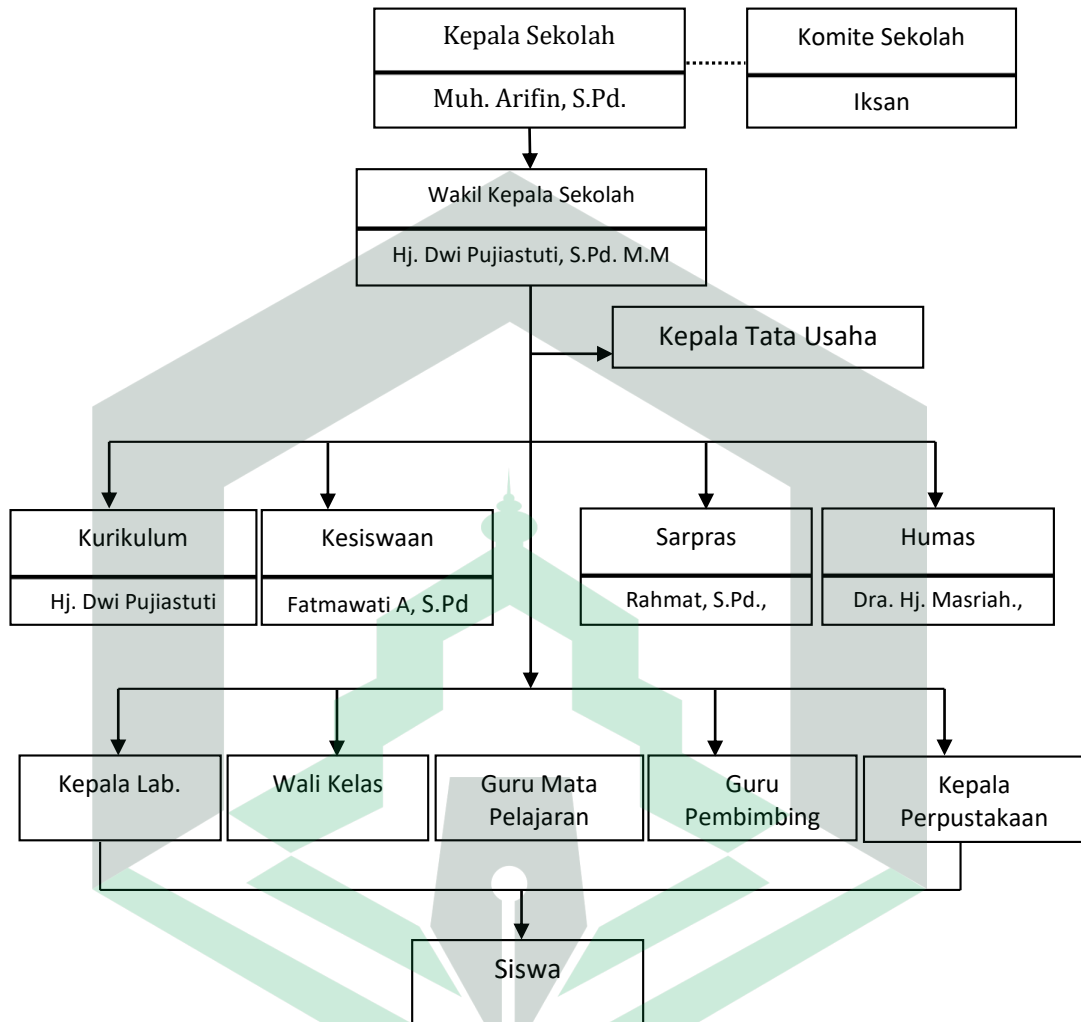 Kepala Sekolah
Muh. Arifin, S.Pd.
Komite Sekolah
Iksan
Wakil Kepala Sekolah
Hj. Dwi Pujiastuti, S.Pd. M.M
Kepala Tata Usaha
Kurikulum
Hj. Dwi Pujiastuti
Kesiswaan
Fatmawati A, S.Pd
Sarpras
Rahmat, S.Pd.,
Humas
Dra. Hj. Masriah.,
Kepala Lab.
Wali Kelas
Guru Mata
Pelajaran
Guru
Pembimbing
Kepala
Perpustakaan
Siswa